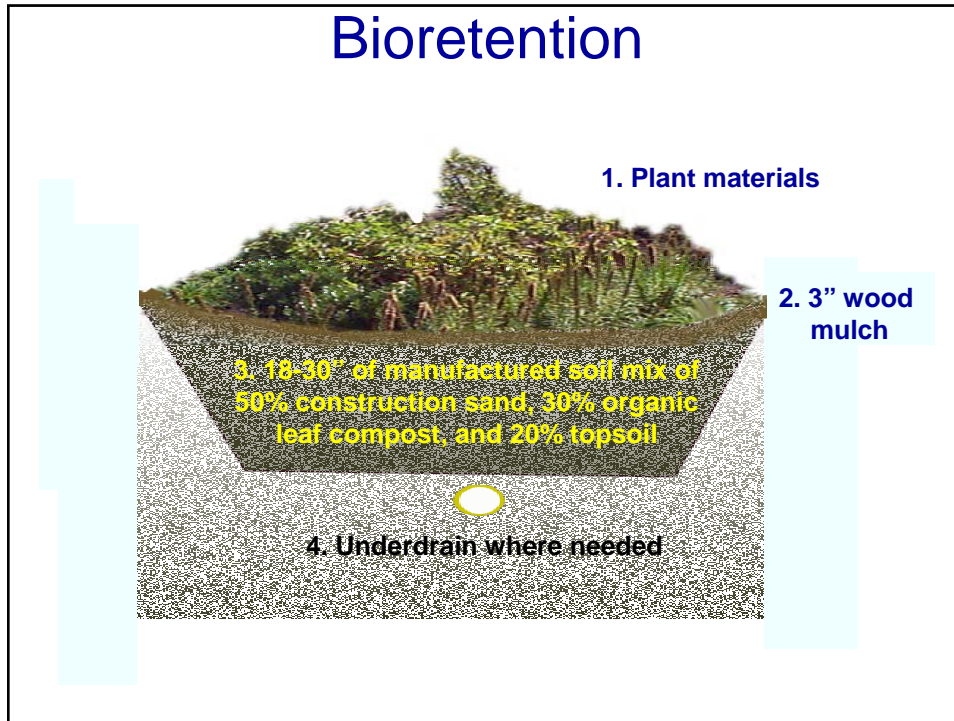 Bioretention
1. Plant materials
2. 3” wood
mulch
3. 18-30” of manufactured soil mix of
50% construction sand, 30% organic
leaf compost, and 20% topsoil
4. Underdrain where needed